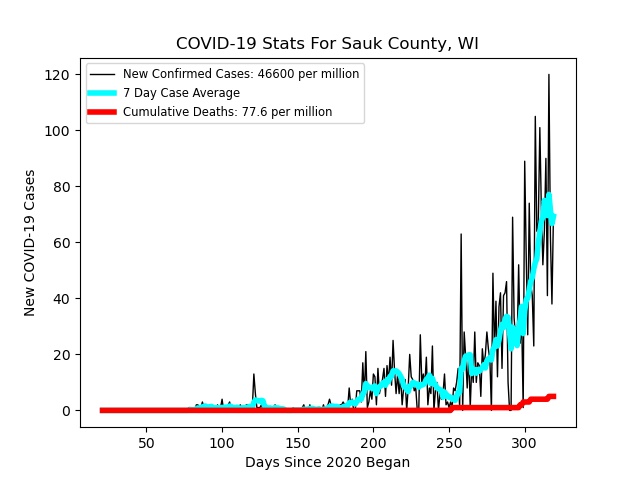 COVID-19 Stats For Sauk County, WI
New Confirmed Cases: 46600 per million
7 Day Case Average
Cumulative Deaths: 77.6 per million
New COVID-19 Cases
120
100
80
60
40
20
0
50 100 150 200 250 300
Days Since 2020 Began